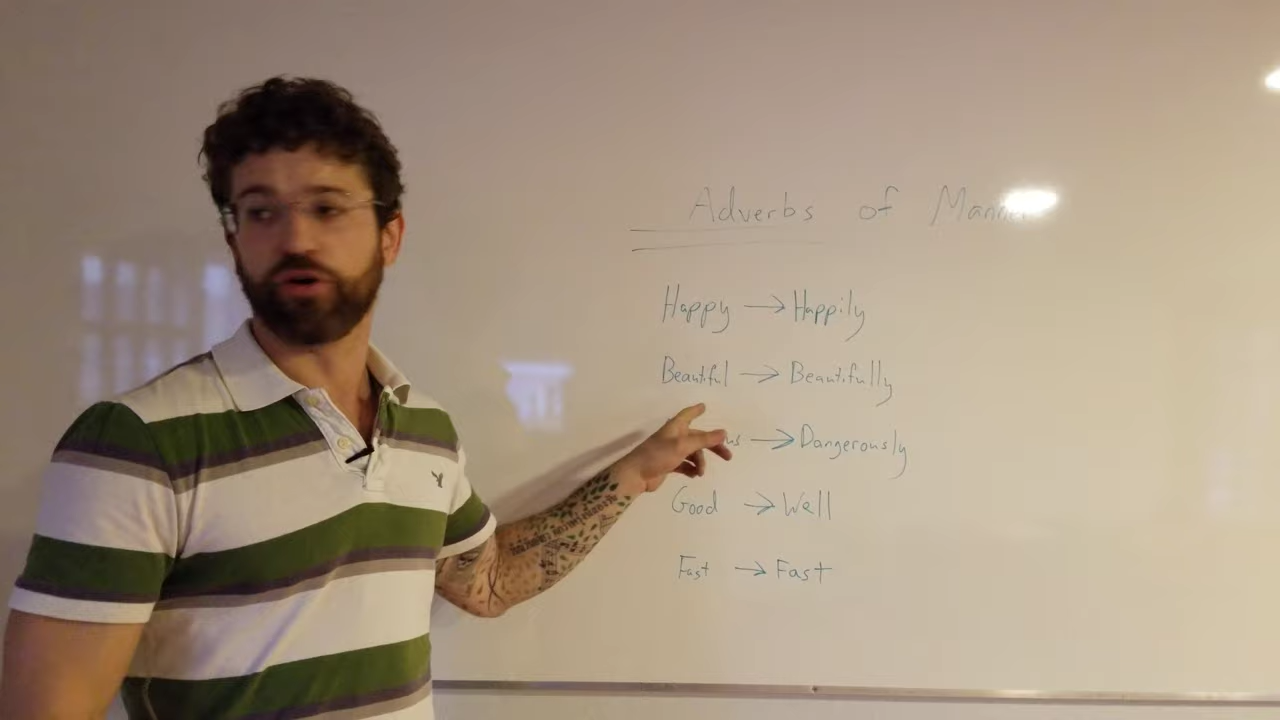 Adverbs of
Happy → Happily
Beautiful → Beautifully
→ Dangerously
Good → Well
Fast → Fast